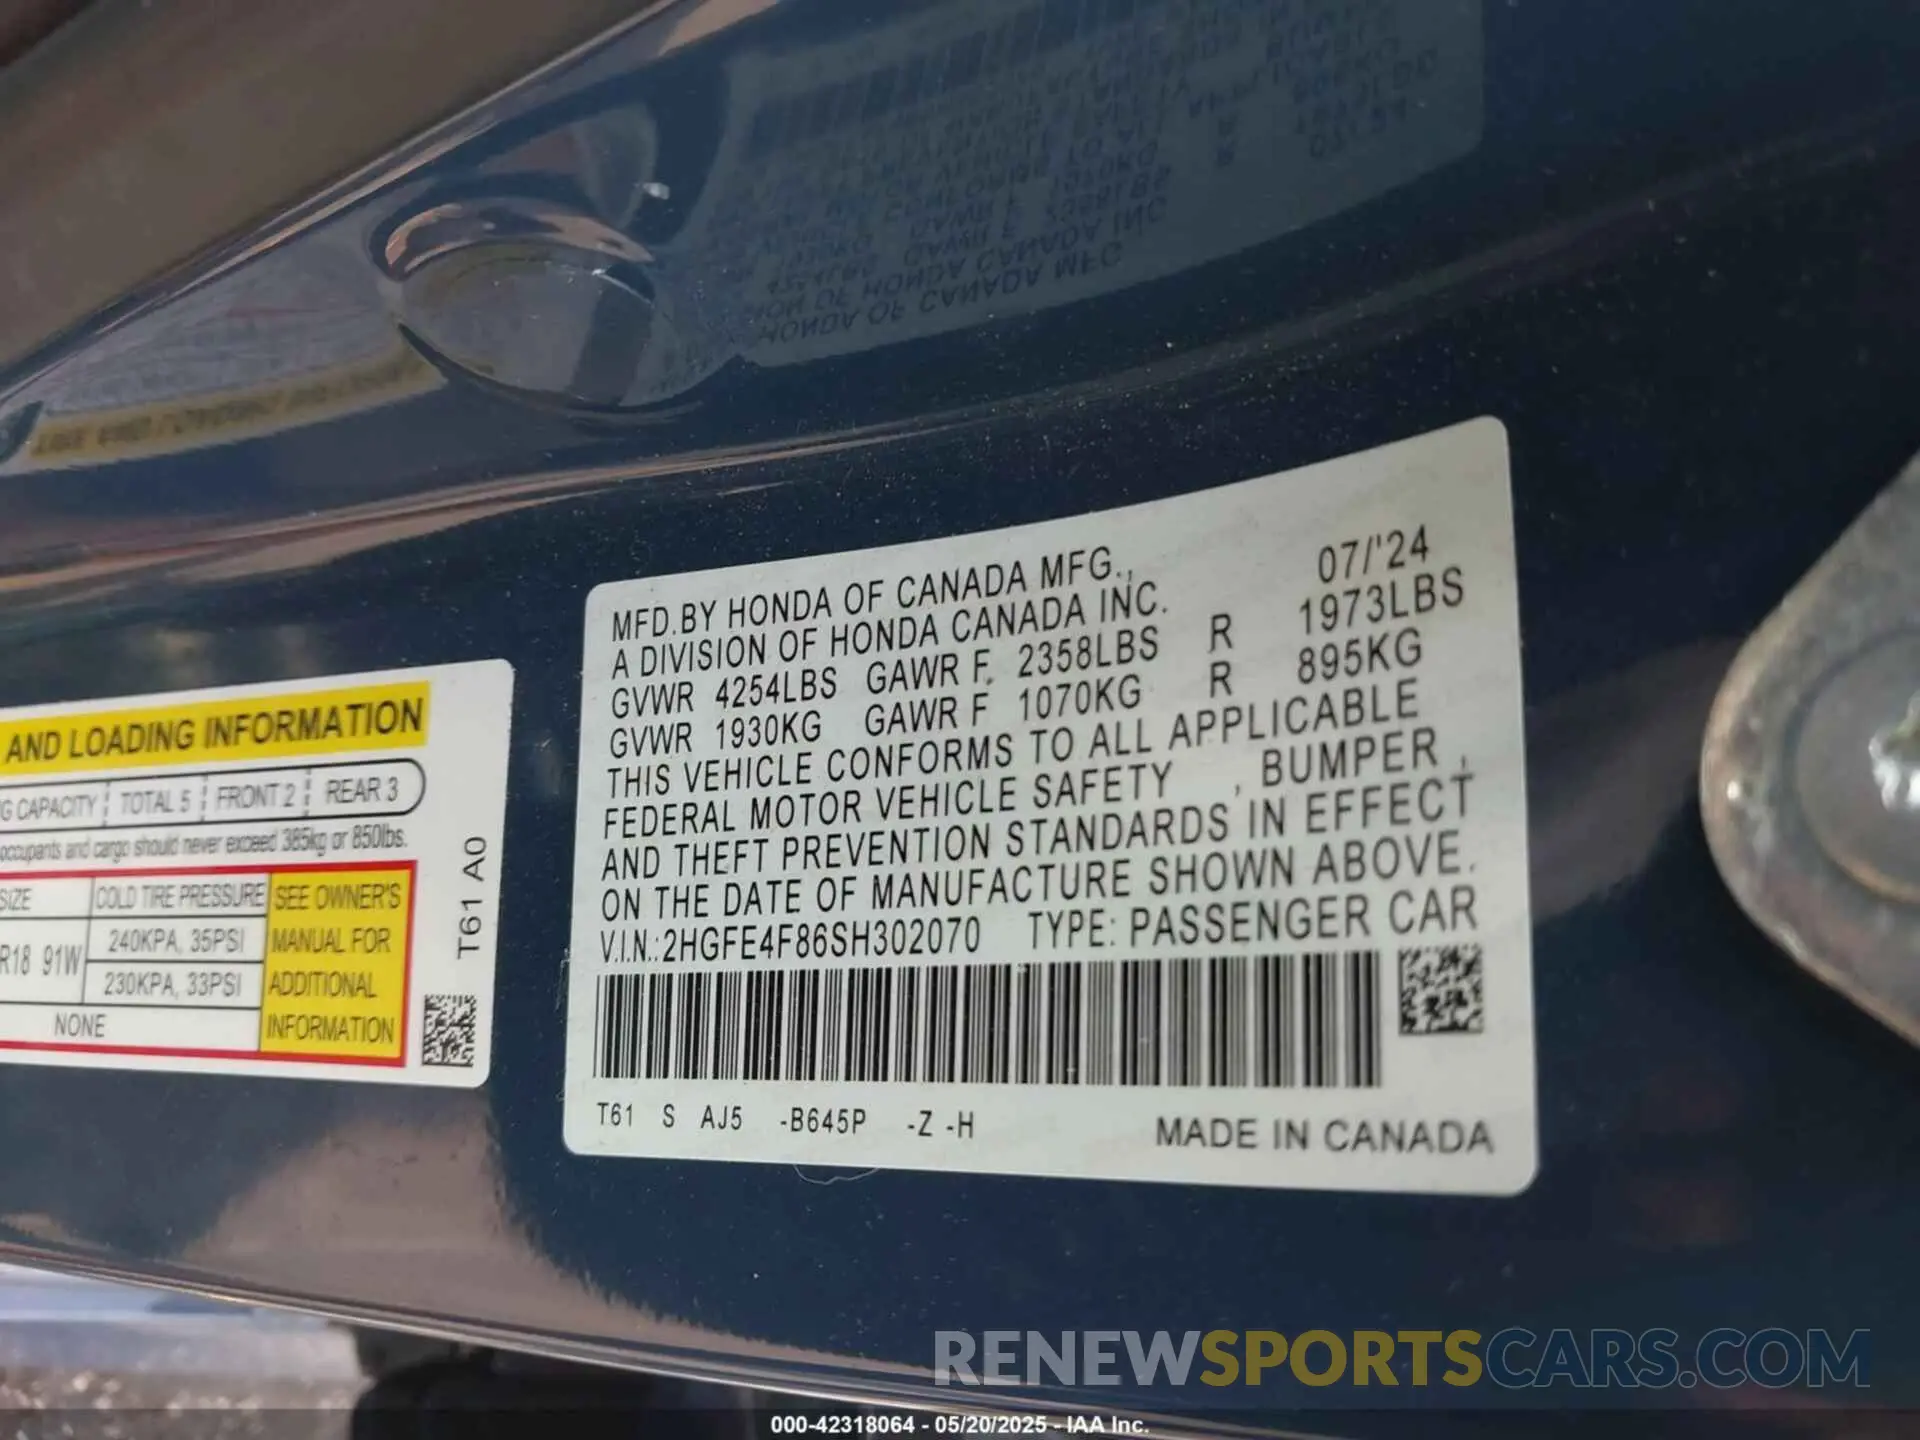 MFD.BY HONDA OF CANADA MFG., 07/'24
A DIVISION OF HONDA CANADA INC.
GVWR 4254LBS GAWR F. 2358LBS R 1973LBS
GVWR 1930KG GAWR F 1070KG R 895KG
THIS VEHICLE CONFORMS TO ALL APPLICABLE
FEDERAL MOTOR VEHICLE SAFETY , BUMPER ,
AND THEFT PREVENTION STANDARDS IN EFFECT
ON THE DATE OF MANUFACTURE SHOWN ABOVE.
V.I.N.:2HGFE4F86SH302070 TYPE: PASSENGER CAR
T61 S AJ5 -B645P -Z -H
MADE IN CANADA
AND LOADING INFORMATION
G CAPACITY TOTAL 5 FRONT 2 REAR 3
occupants and cargo should never exceed 385kg or 850lbs.
SIZE COLD TIRE PRESSURE
R18 91W 240KPA, 35PSI
230KPA, 33PSI
NONE
SEE OWNER'S
MANUAL FOR
ADDITIONAL
INFORMATION
T61 A0
RENEWSPORTSCARS.COM
000-42318064 - 05/20/2025 - IAA Inc.